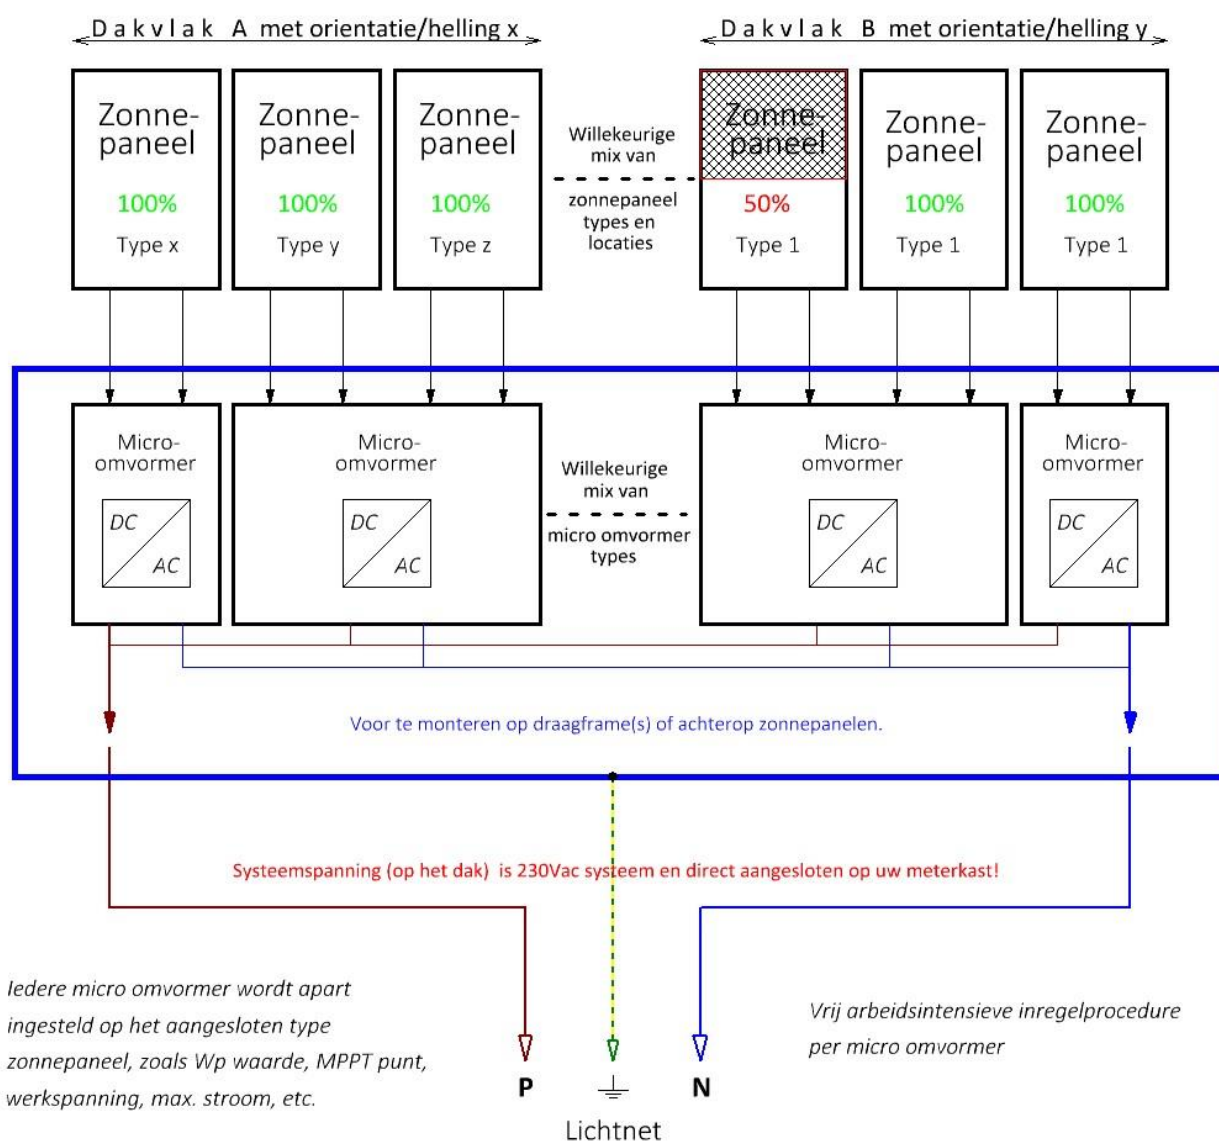 Dakvlak A met orientatie/helling x
Dakvlak B met orientatie/helling y
Zonne-
paneel
100%
Type x
Zonne-
paneel
100%
Type y
Zonne-
paneel
100%
Type z
Willekeurige
mix van
zonnepaneel
types en
locaties
Zonne-
paneel
50%
Type 1
Zonne-
paneel
100%
Type 1
Zonne-
paneel
100%
Type 1
Micro-
omvormer
DC
AC
Micro-
omvormer
DC
AC
Willekeurige
mix van
micro omvormer
types
Micro-
omvormer
DC
AC
Micro-
omvormer
DC
AC
Voor te monteren op draagframe(s) of achterop zonnepanelen.
Systeemspanning (op het dak) is 230Vac systeem en direct aangesloten op uw meterkast!
Iedere micro omvormer wordt apart
ingesteld op het aangesloten type
zonnepaneel, zoals Wp waarde, MPPT punt,
werkspanning, max. stroom, etc.
Vrij arbeidsintensieve inregelprocedure
per micro omvormer
P
N
Lichtnet